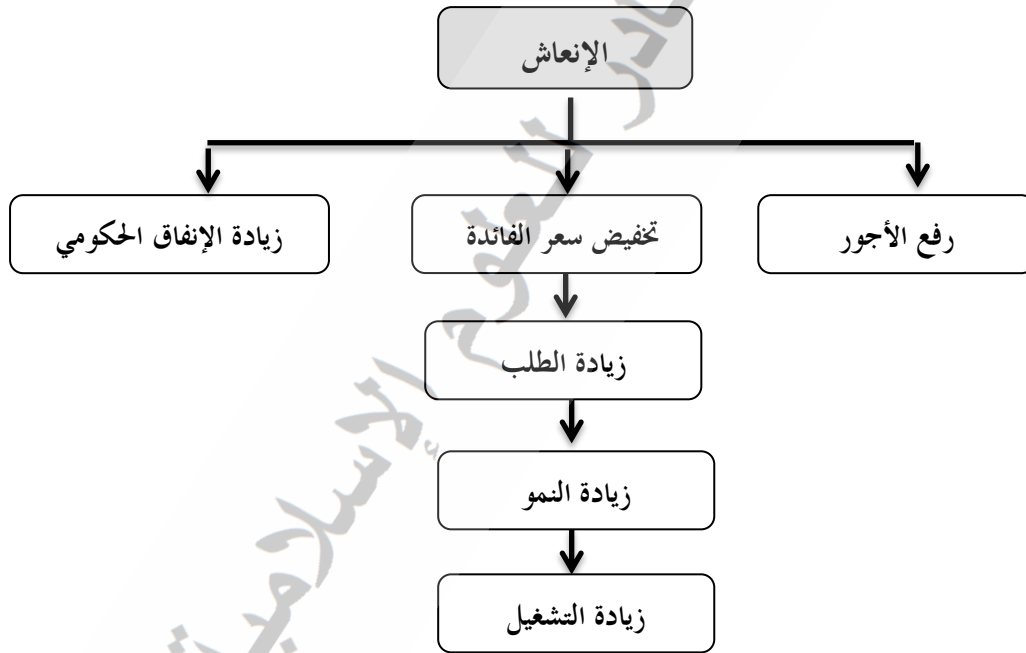 الإنعاش
رفع الأجور
تخفيض سعر الفائدة
زيادة الإنفاق الحكومي
زيادة الطلب
زيادة النمو
زيادة التشغيل